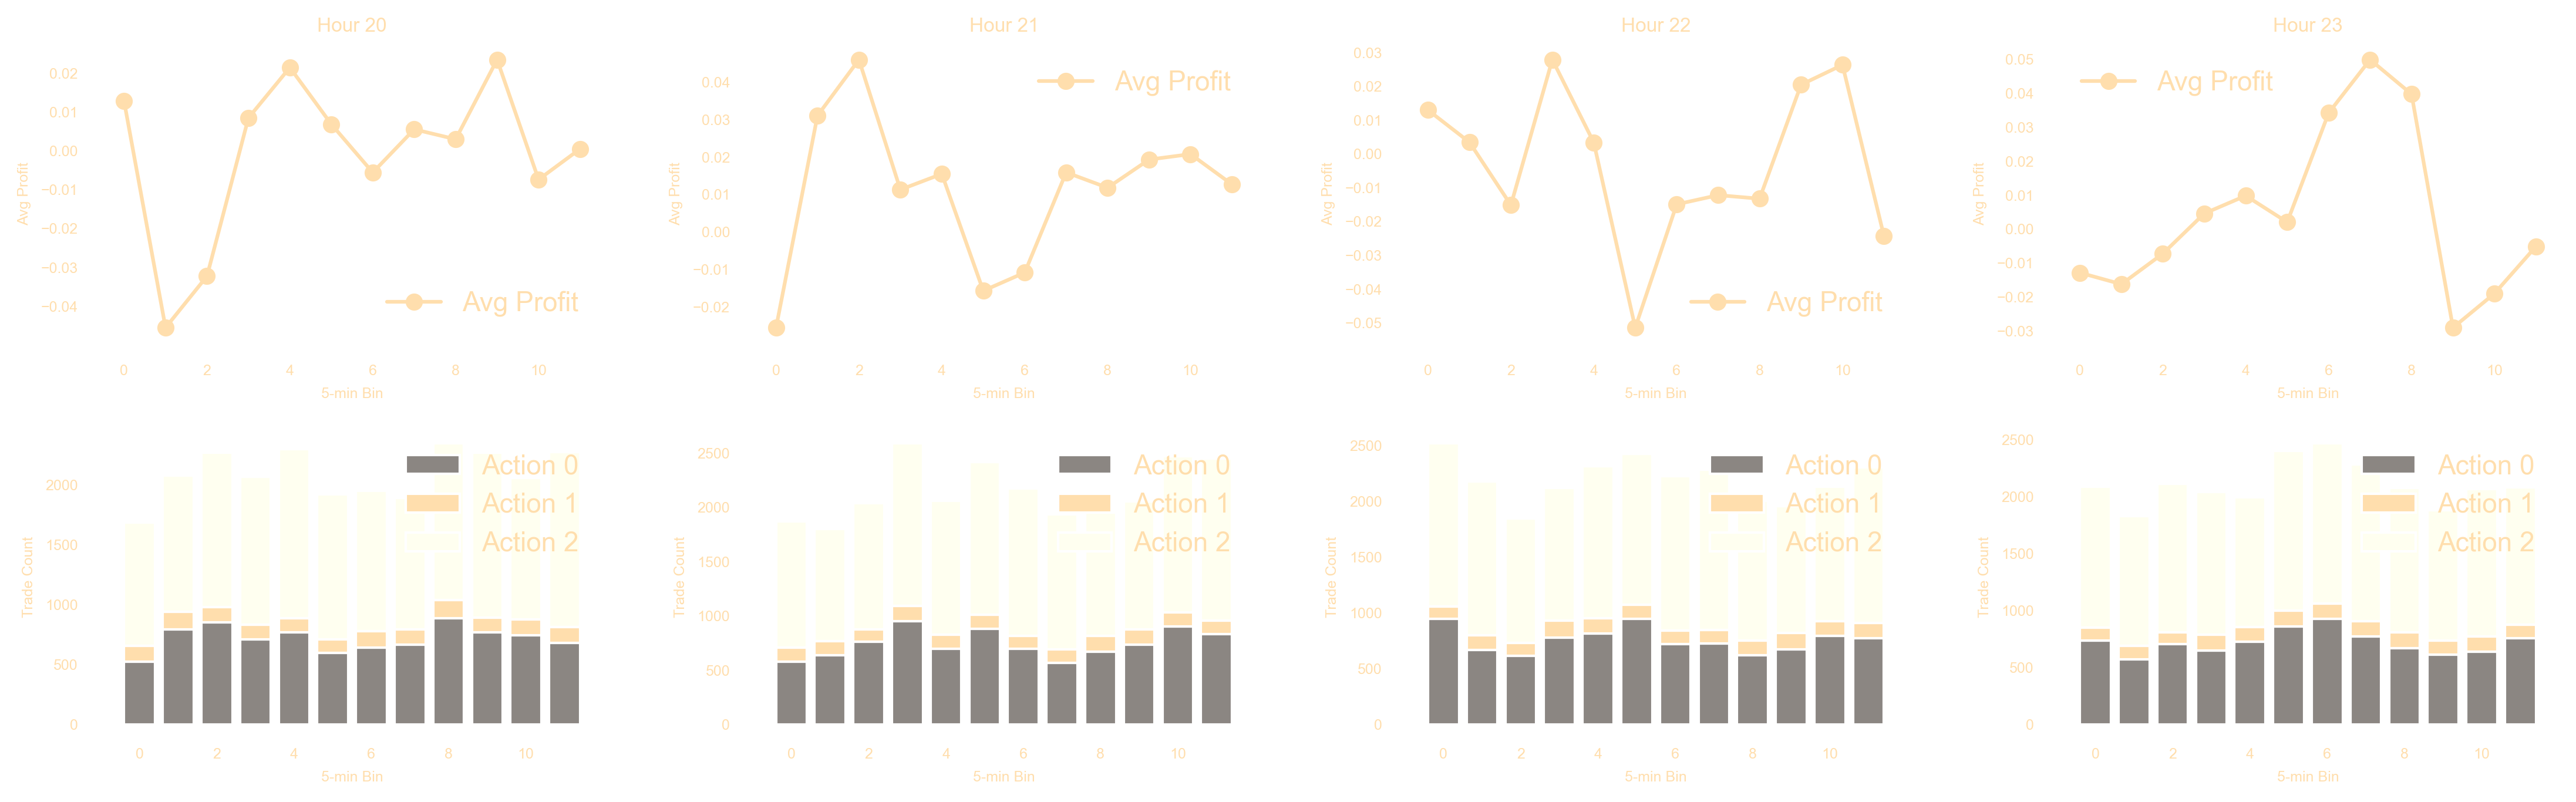 Hour 20
0.02
0.01
0.00
−0.01
−0.02
−0.03
−0.04
Avg Profit
Avg Profit
0 2 4 6 8 10
5-min Bin
Hour 21
0.04
0.03
0.02
0.01
0.00
−0.01
−0.02
Avg Profit
Avg Profit
0 2 4 6 8 10
5-min Bin
Hour 22
0.03
0.02
0.01
0.00
−0.01
−0.02
−0.03
−0.04
−0.05
Avg Profit
Avg Profit
0 2 4 6 8 10
5-min Bin
Hour 23
0.05
0.04
0.03
0.02
0.01
0.00
−0.01
−0.02
−0.03
Avg Profit
Avg Profit
0 2 4 6 8 10
5-min Bin
2000
1500
1000
500
0
Trade Count
Action 0
Action 1
Action 2
0 2 4 6 8 10
5-min Bin
2500
2000
1500
1000
500
0
Trade Count
Action 0
Action 1
Action 2
0 2 4 6 8 10
5-min Bin
2500
2000
1500
1000
500
0
Trade Count
Action 0
Action 1
Action 2
0 2 4 6 8 10
5-min Bin
2500
2000
1500
1000
500
0
Trade Count
Action 0
Action 1
Action 2
0 2 4 6 8 10
5-min Bin